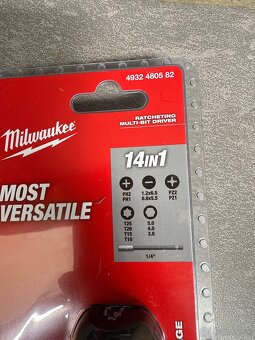 4932 4805 82
RATCHETING
MULTI-BIT DRIVER
Milwaukee
14IN1
MOST
VERSATILE
PH2 1.2x6.5 PZ2
PH1 0.8x5.5 PZ1
T25 5.0
T20 4.0
T15 3.0
T10
1/4"